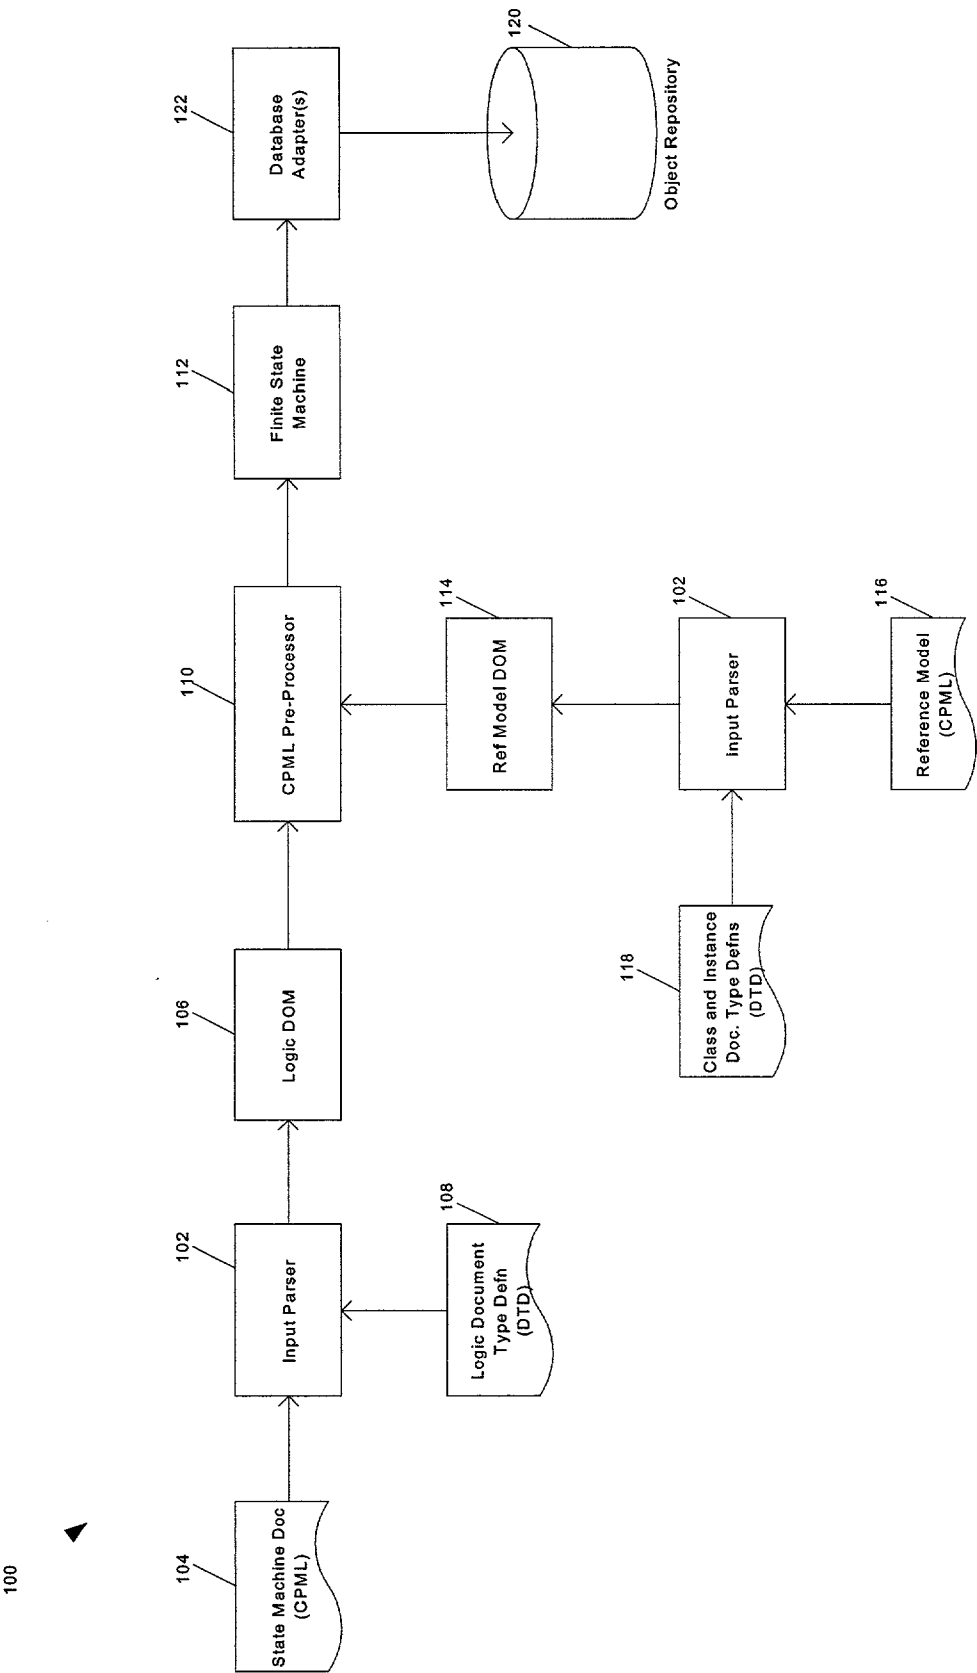 100
104
State Machine Doc
(CPML)
102
Input Parser
108
Logic Document
Type Defn
(DTD)
106
Logic DOM
110
CPML Pre-Processor
114
Ref Model DOM
102
Input Parser
116
Reference Model
(CPML)
118
Class and Instance
Doc. Type Defns
(DTD)
112
Finite State
Machine
122
Database
Adapter(s)
120
Object Repository